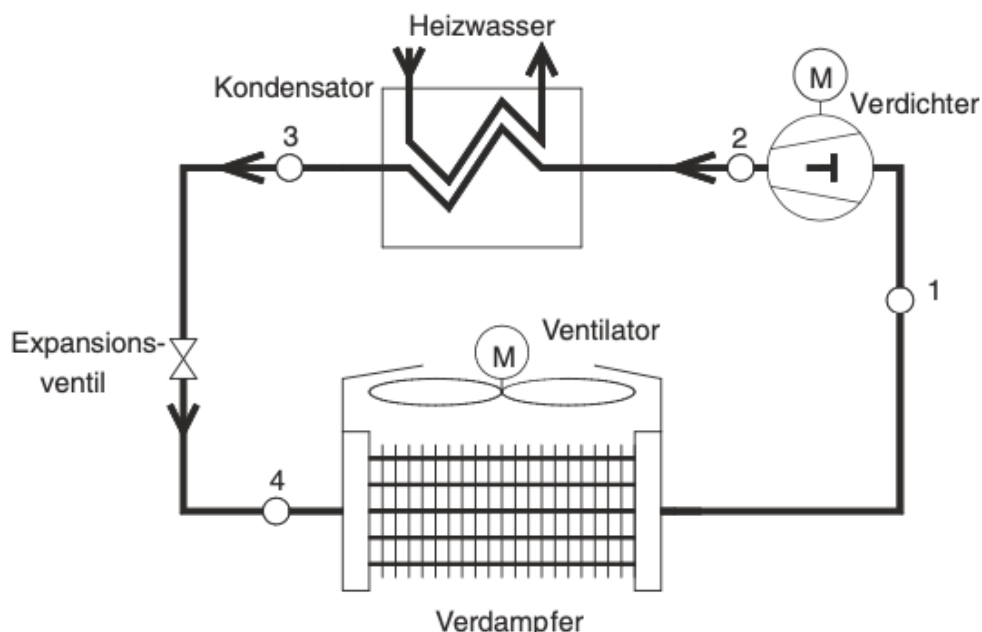 Heizwasser
Kondensator
M
Verdichter
3
2
1
Expansions-
ventil
Ventilator
M
4
Verdampfer